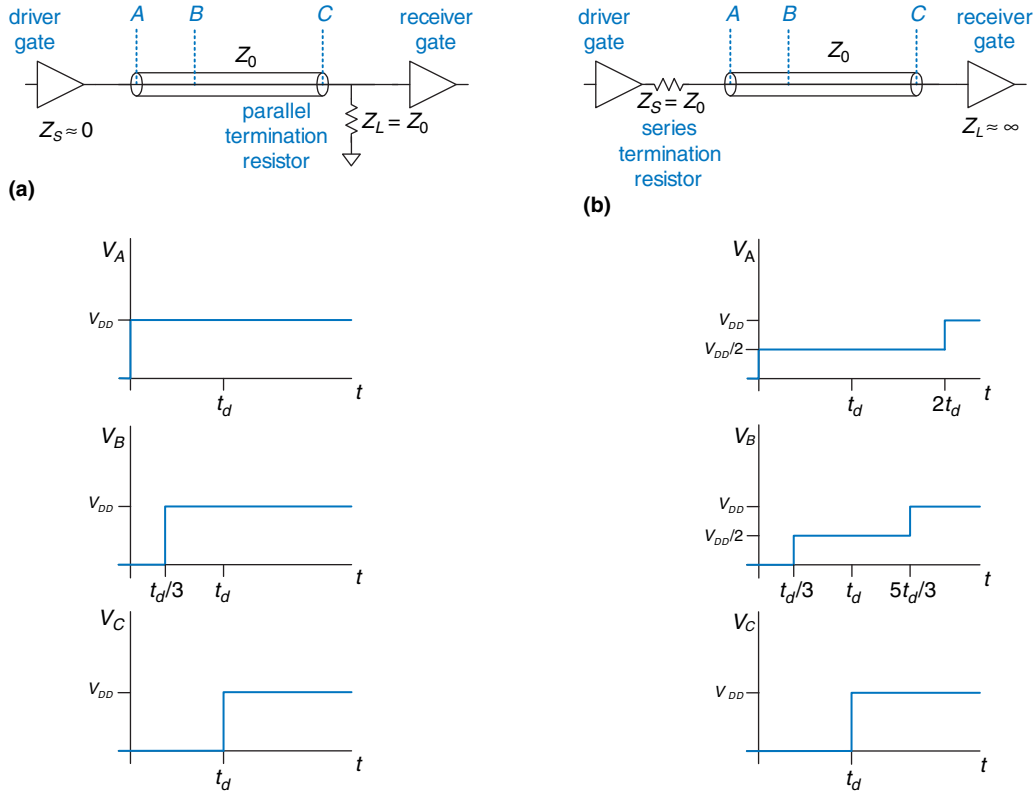 driver gate
A B C
receiver gate
Z0
ZS ≈ 0
parallel termination resistor
ZL = Z0
(a)
driver gate
A B C
receiver gate
Z0
ZS = Z0
series termination resistor
ZL ≈ ∞
(b)
VA
VDD
td
t
VB
VDD
td/3 td
t
VC
VDD
td
t
VA
VDD
VDD/2
td 2td
t
VB
VDD
VDD/2
td/3 td 5td/3
t
VC
VDD
td
t